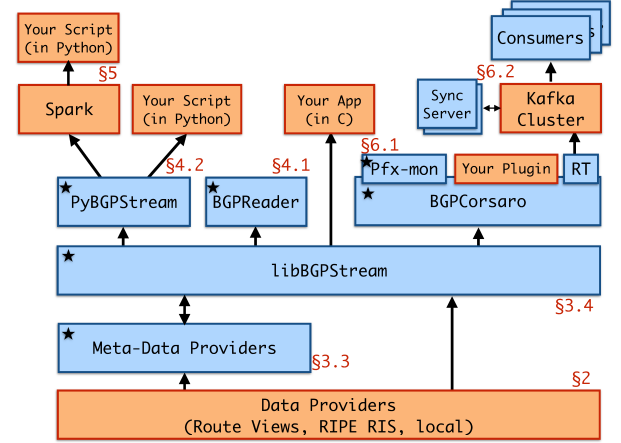 Your Script
(in Python)
Consumers
§5
§6.2
Spark
Your Script
(in Python)
Your App
(in C)
Sync
Server
Kafka
Cluster
§6.1
§4.2
§4.1
Pfx-mon
Your Plugin
RT
PyBGPStream
BGPReader
BGPCorsaro
libBGPStream
§3.4
Meta-Data Providers
§3.3
§2
Data Providers
(Route Views, RIPE RIS, local)